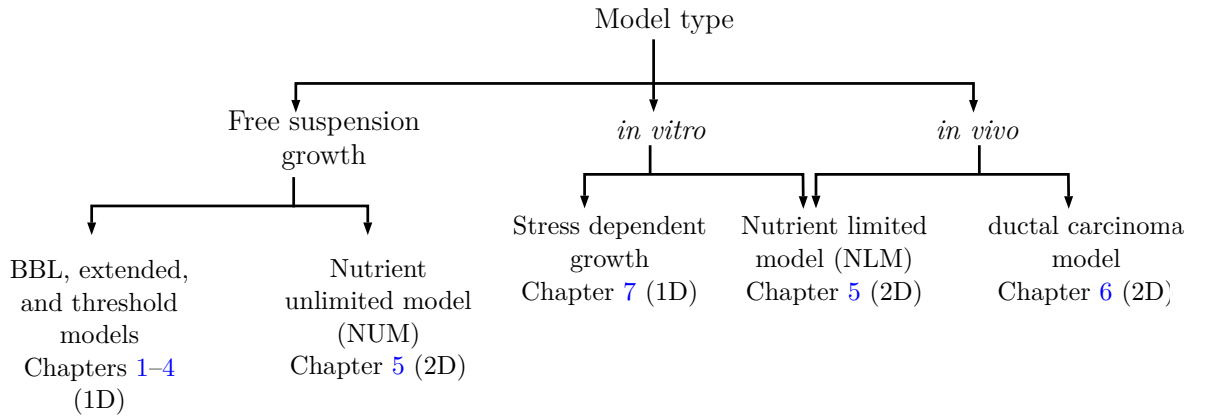 Model type
Free suspension
growth
in vitro
in vivo
BBL, extended,
and threshold
models
Chapters 1–4
(1D)
Nutrient
unlimited model
(NUM)
Chapter 5 (2D)
Stress dependent
growth
Chapter 7 (1D)
Nutrient limited
model (NLM)
Chapter 5 (2D)
ductal carcinoma
model
Chapter 6 (2D)